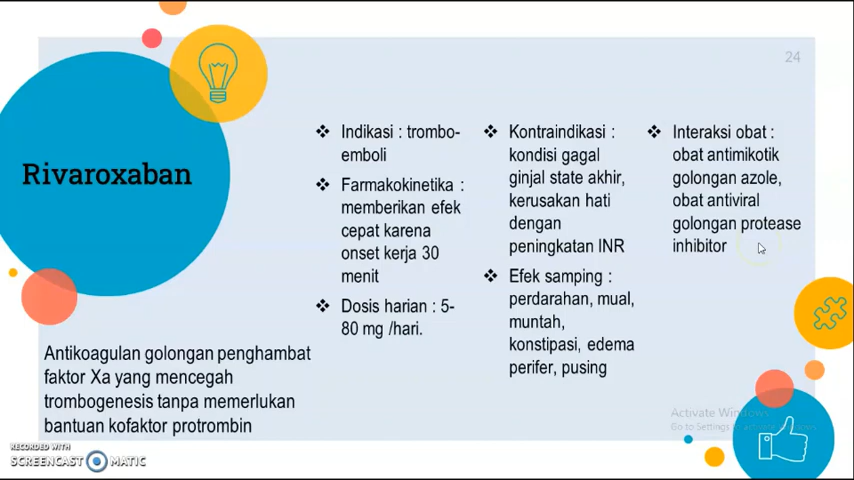 24
Rivaroxaban
Antikoagulan golongan penghambat
faktor Xa yang mencegah
trombogenesis tanpa memerlukan
bantuan kofaktor protrombin
❖ Indikasi : trombo-
emboli
❖ Farmakokinetika :
memberikan efek
cepat karena
onset kerja 30
menit
❖ Dosis harian : 5-
80 mg /hari.
❖ Kontraindikasi :
kondisi gagal
ginjal state akhir,
kerusakan hati
dengan
peningkatan INR
❖ Efek samping :
perdarahan, mual,
muntah,
konstipasi, edema
perifer, pusing
❖ Interaksi obat :
obat antimikotik
golongan azole,
obat antiviral
golongan protease
inhibitor
Activate Windows
Go to Settings to activate Windows.
RECORDED WITH
SCREENCAST MATIC